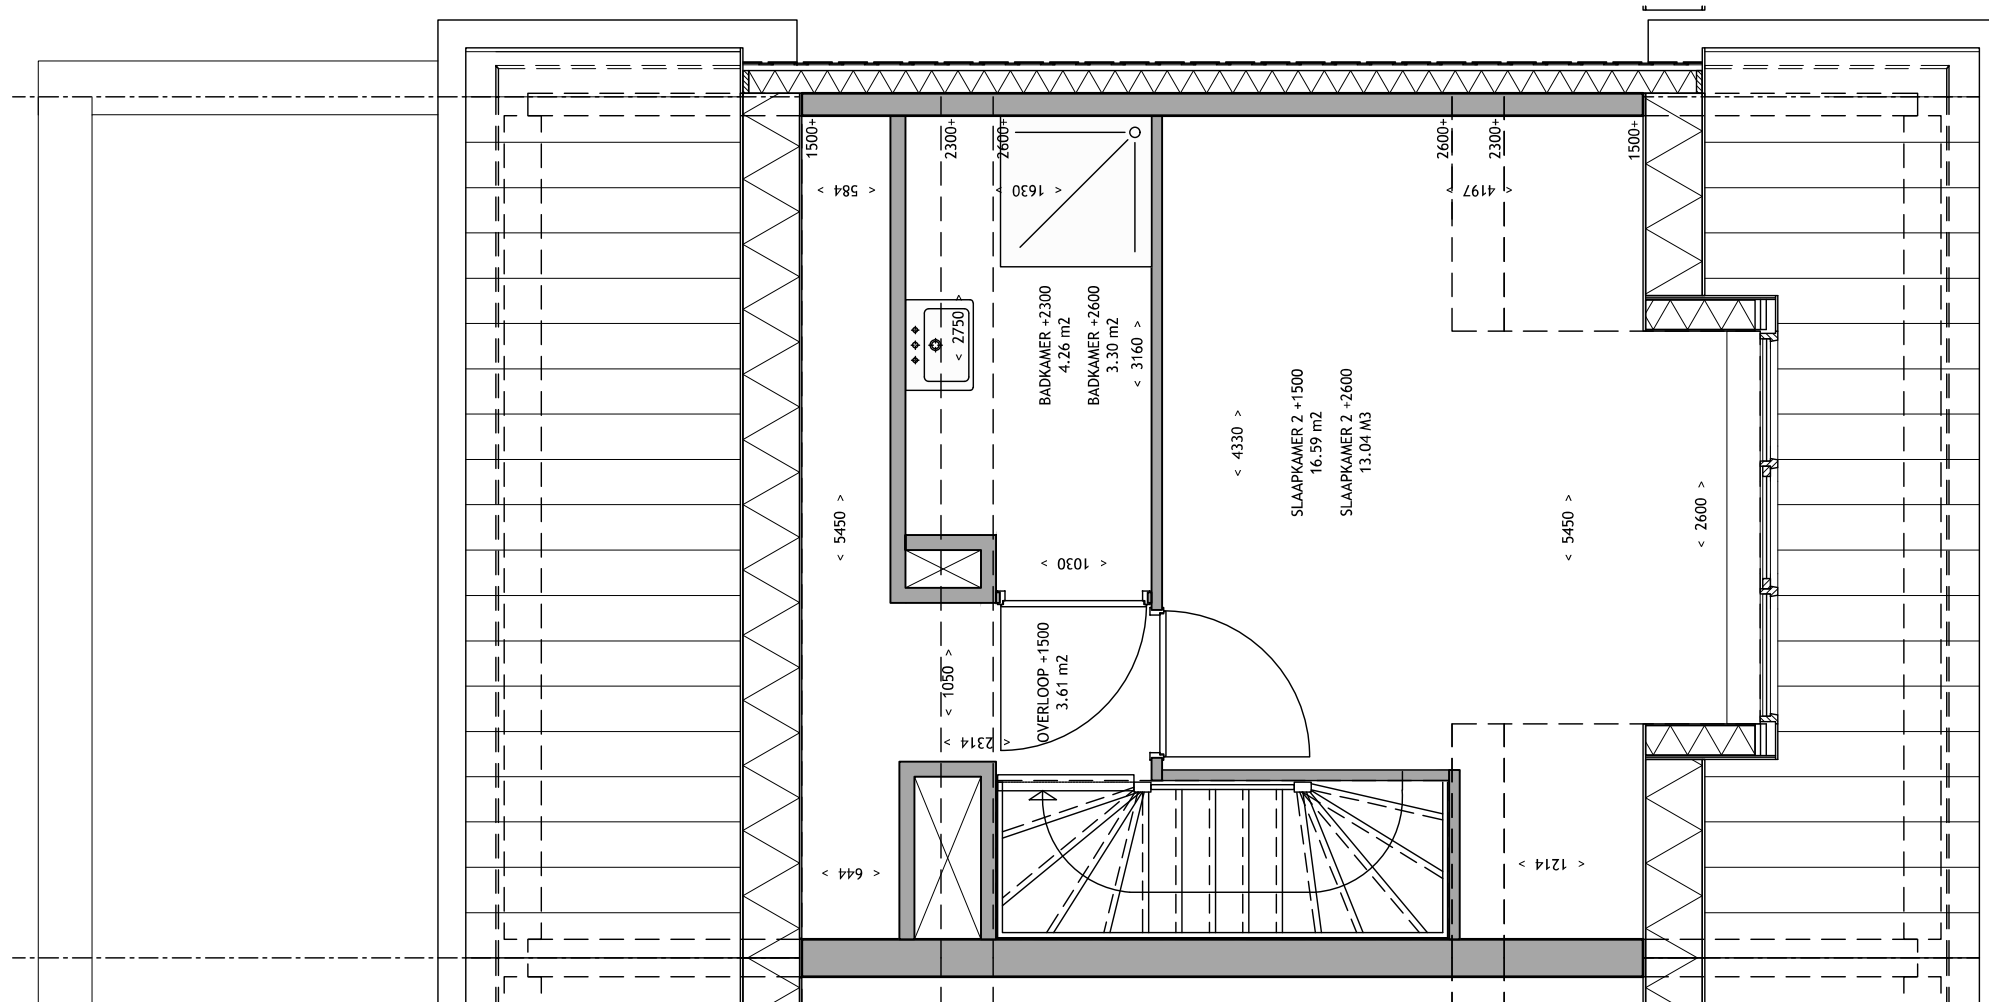 1500+
2300+
2600+
2600+
2300+
1500+
< 584 >
< 1630 >
< 4197 >
< 2750 >
BADKAMER +2300
4.26 m2
BADKAMER +2600
3.30 m2
< 3160 >
< 4330 >
SLAAPKAMER 2 +1500
16.59 m2
SLAAPKAMER 2 +2600
13.04 M3
< 5450 >
< 5450 >
< 2600 >
< 1030 >
< 1050 >
OVERLOOP +1500
3.61 m2
< 2314 >
< 644 >
< 1214 >